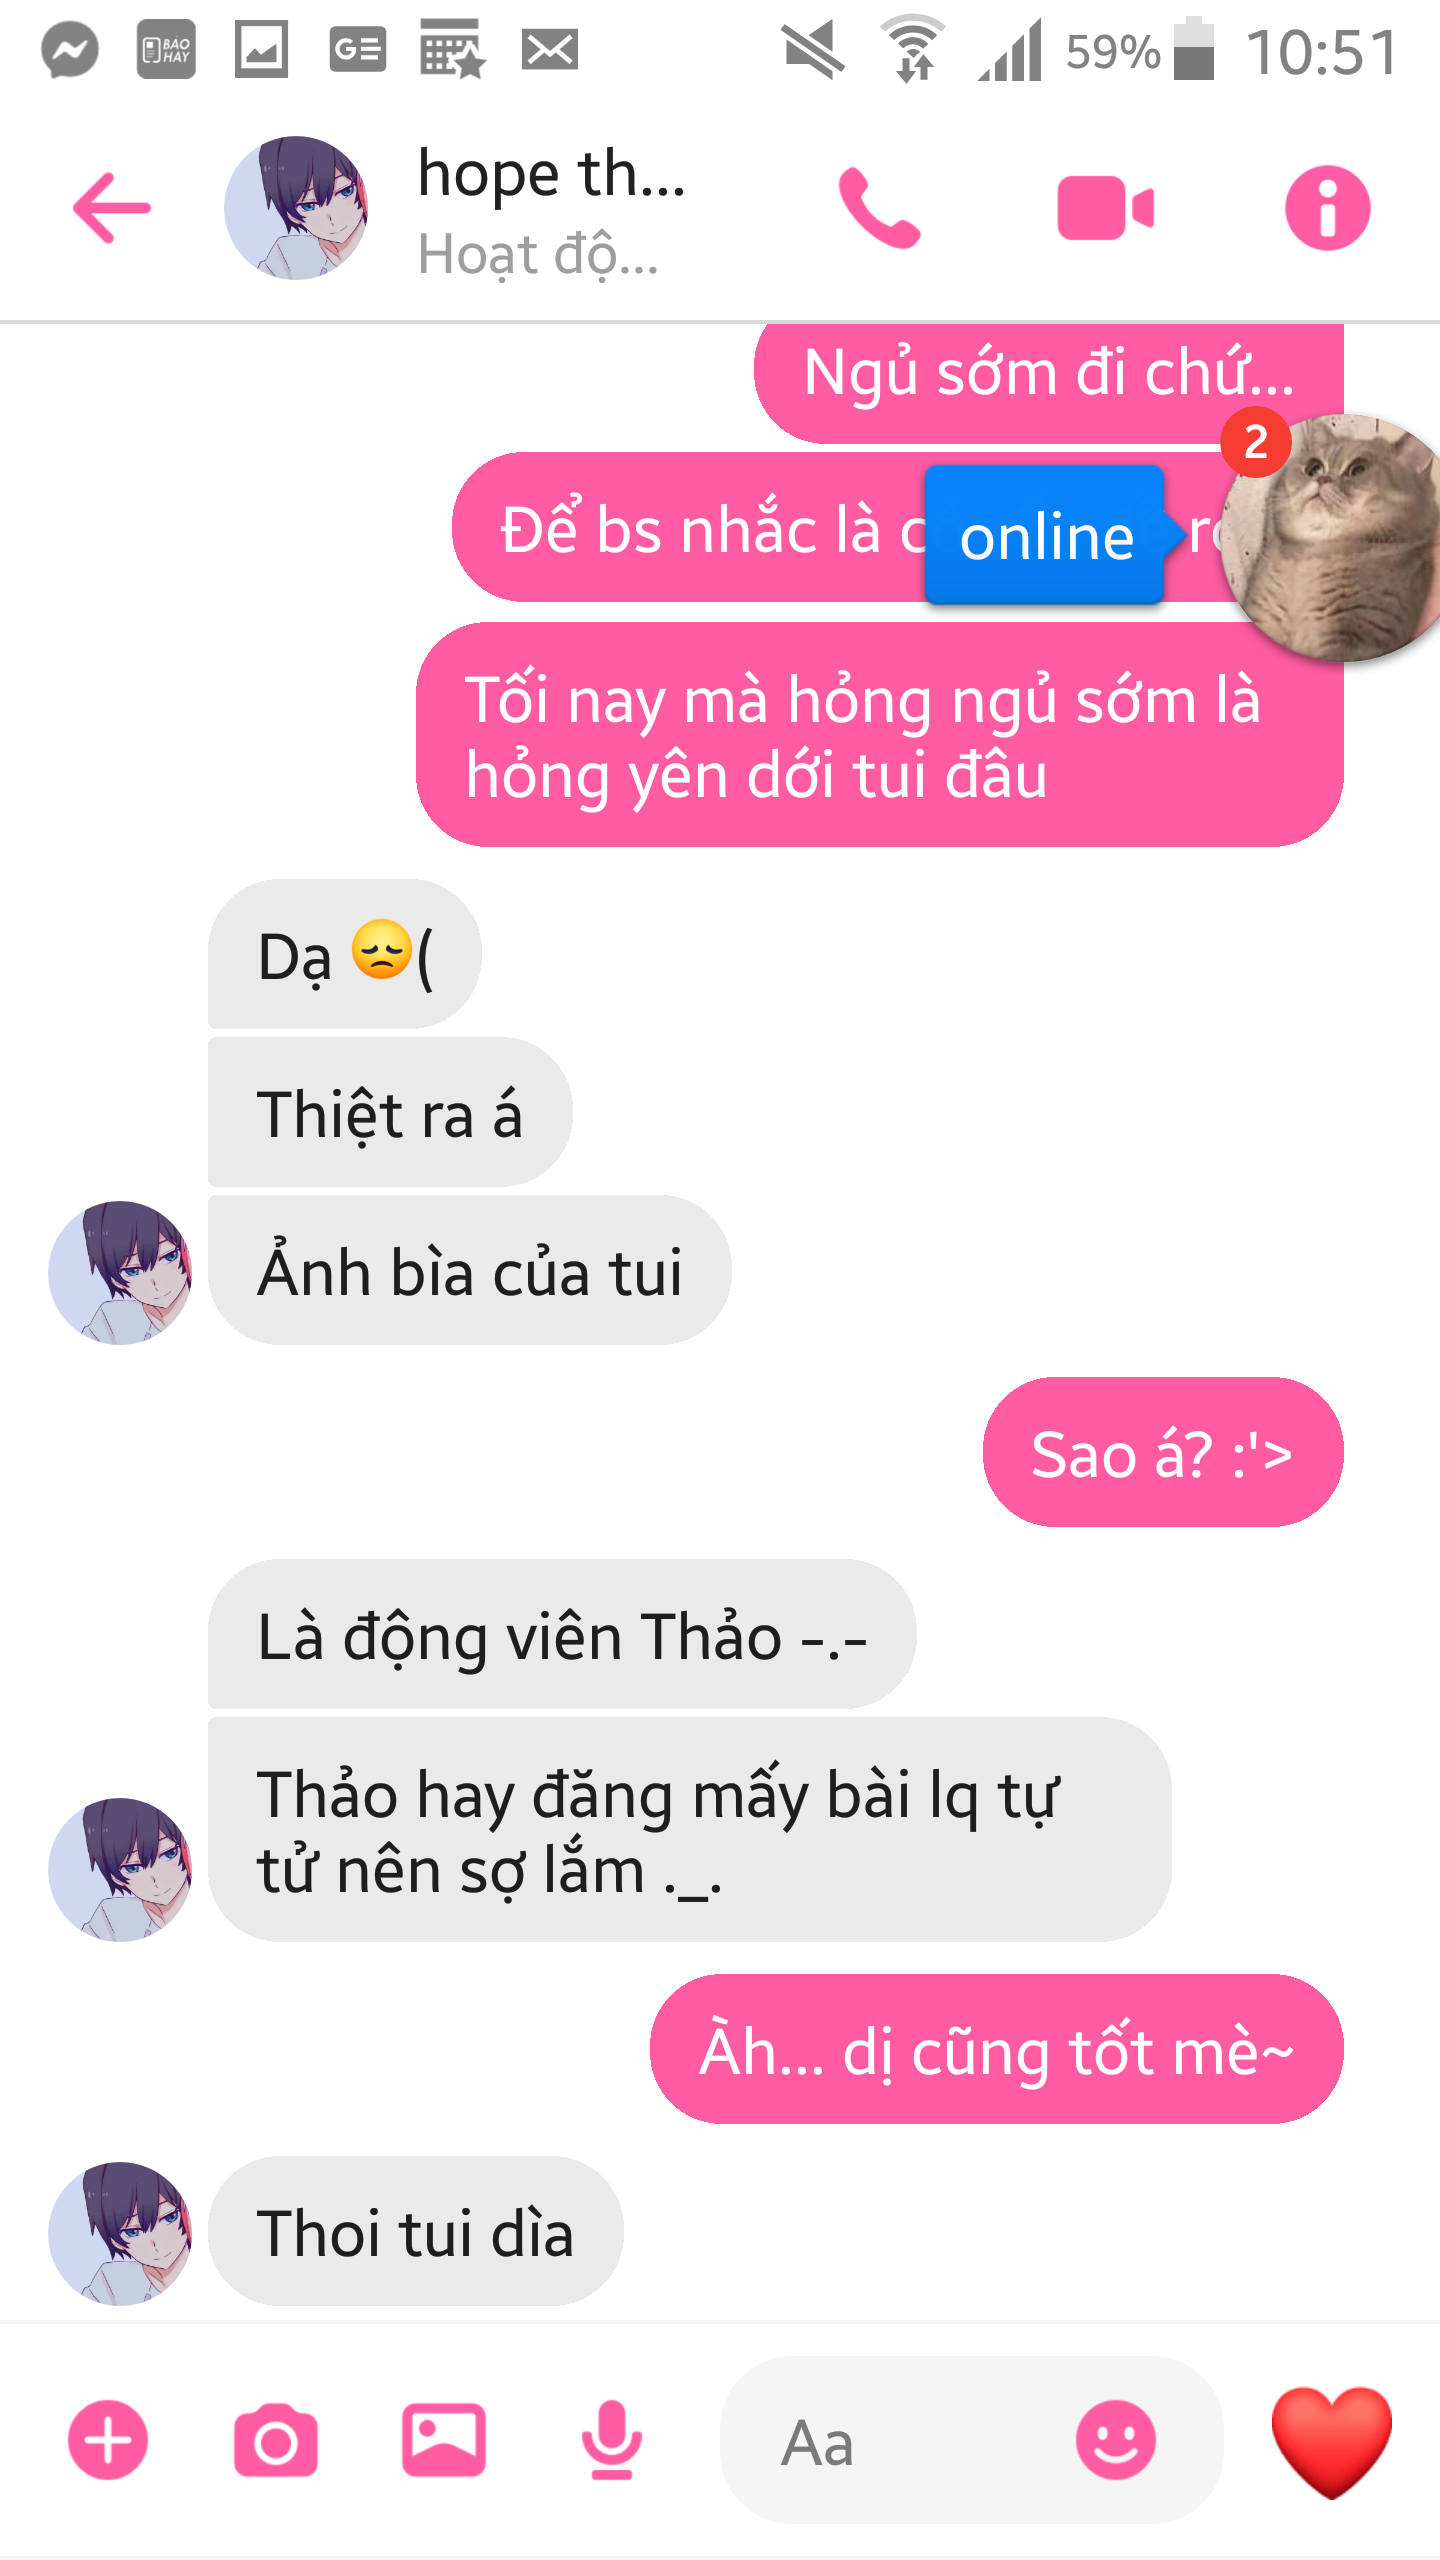 BÁO
HAY
GE
59%
10:51
hope th...
Hoạt độ...
Ngủ sớm đi chứ...
2
Để bs nhắc là
online
Tối nay mà hỏng ngủ sớm là
hỏng yên dới tui đâu
Dạ 😞(
Thiệt ra á
Ảnh bìa của tui
Sao á? :'>
Là động viên Thảo -.-
Thảo hay đăng mấy bài lq tự
tử nên sợ lắm ._.
Àh... dị cũng tốt mè~
Thoi tui dìa
Aa